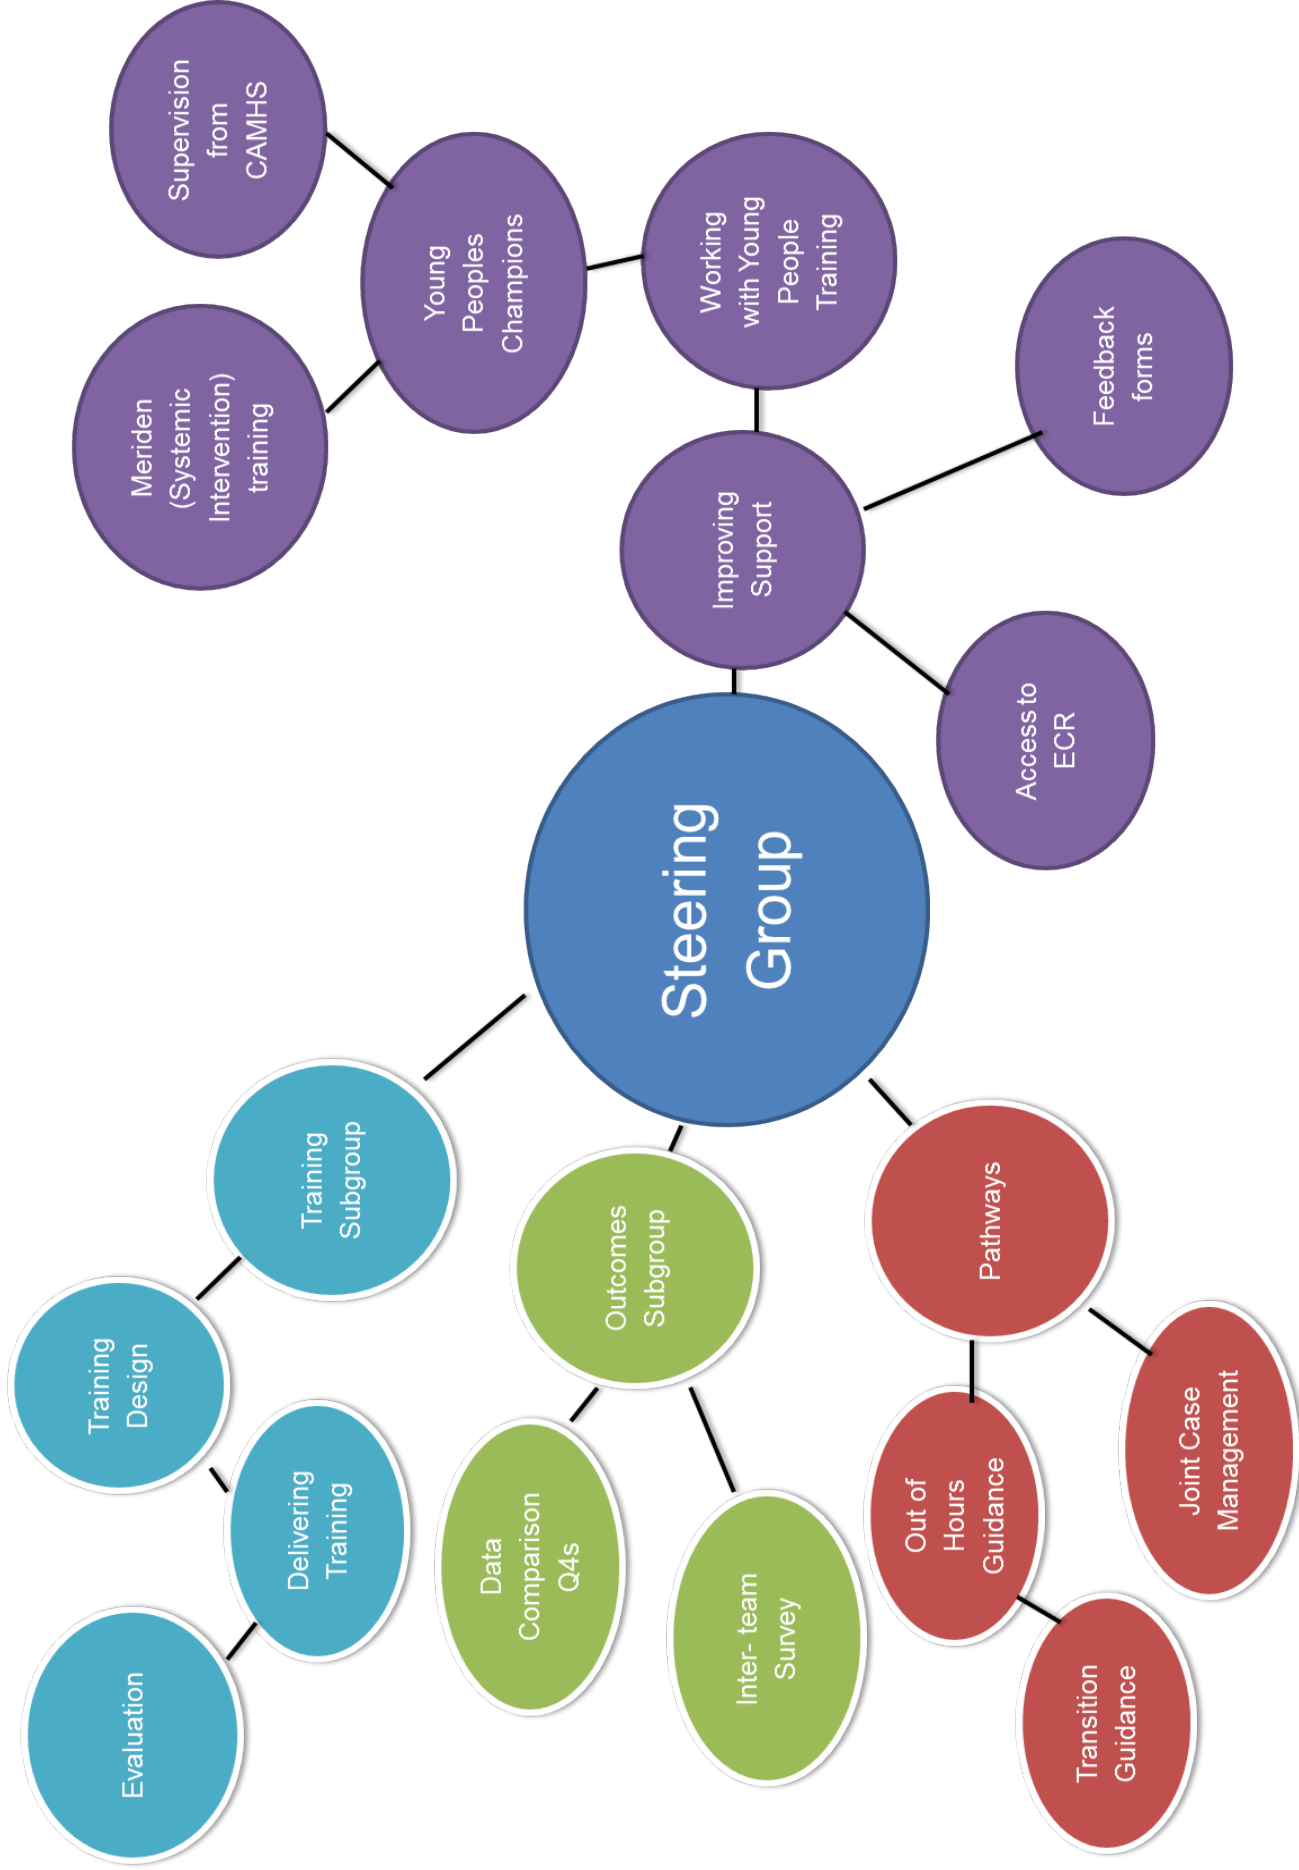 Evaluation
Training
Design
Delivering
Training
Training
Subgroup
Meriden
(Systemic
Intervention)
training
Supervision
from
CAMHS
Young
Peoples
Champions
Data
Comparison
Q4s
Outcomes
Subgroup
Inter- team
Survey
Steering
Group
Improving
Support
Working
with Young
People
Training
Out of
Hours
Guidance
Pathways
Transition
Guidance
Joint Case
Management
Access to
ECR
Feedback
forms